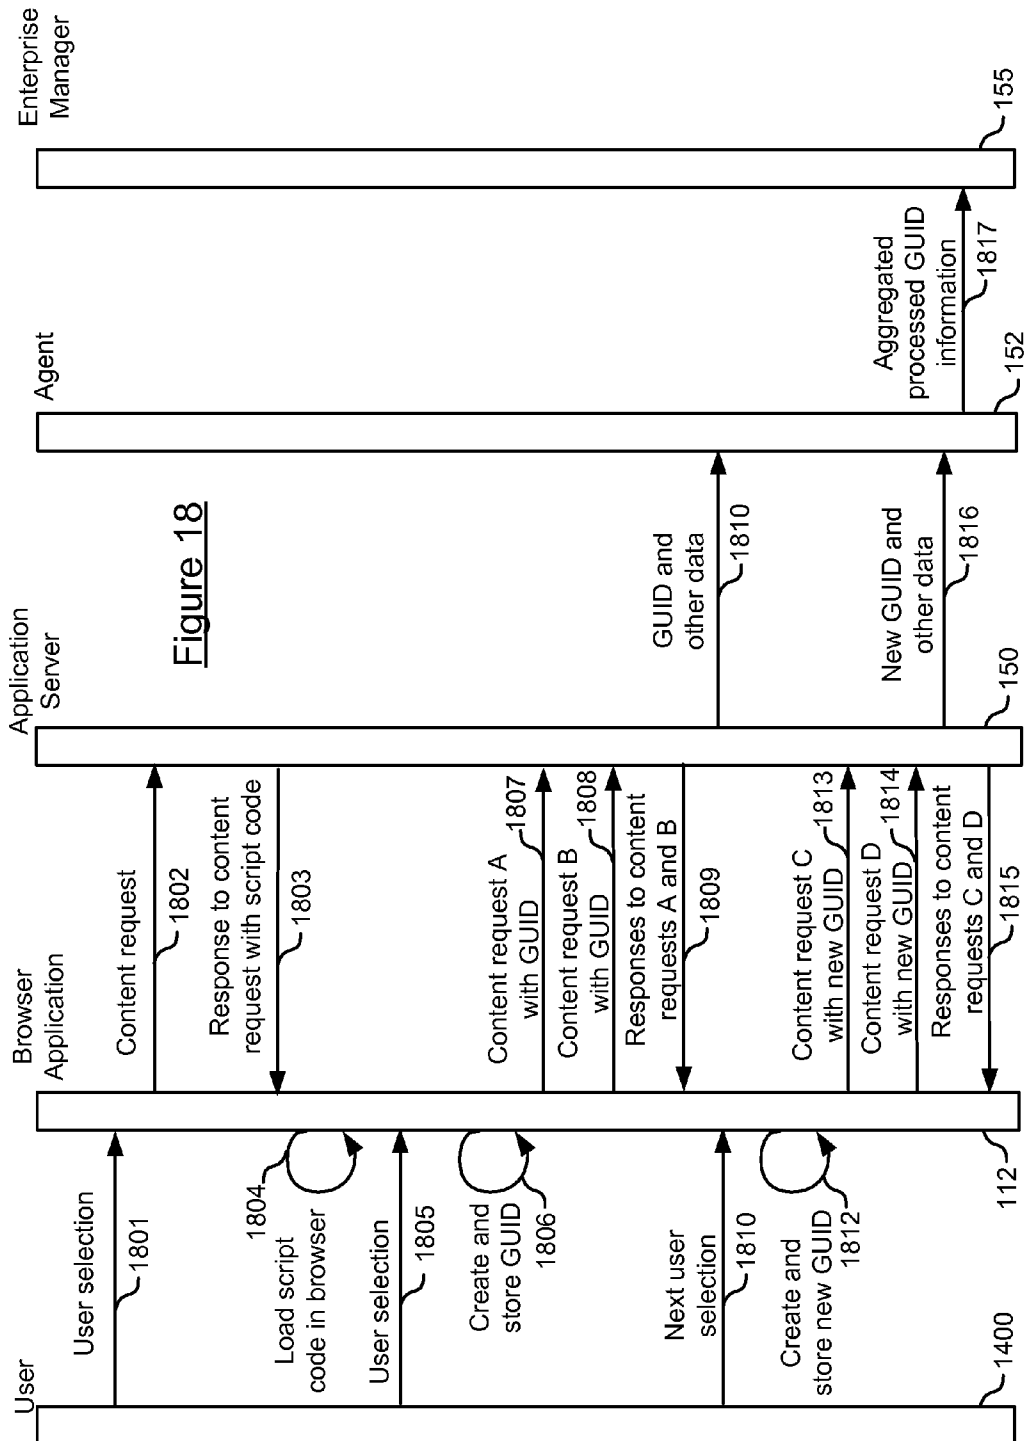 User
Browser
Application
Application
Server
Agent
Enterprise
Manager
Figure 18
User selection
1801
Content request
1802
Response to content
request with script code
1803
1804
Load script
code in browser
User selection
1805
Create and
store GUID
1806
Content request A
with GUID
1807
Content request B
with GUID
1808
Responses to content
requests A and B
1809
GUID and
other data
1810
Next user
selection
1810
Create and
store new GUID
1812
Content request C
with new GUID
1813
Content request D
with new GUID
1814
Responses to content
requests C and D
1815
New GUID and
other data
1816
Aggregated
processed GUID
information
1817
1400
112
150
152
155